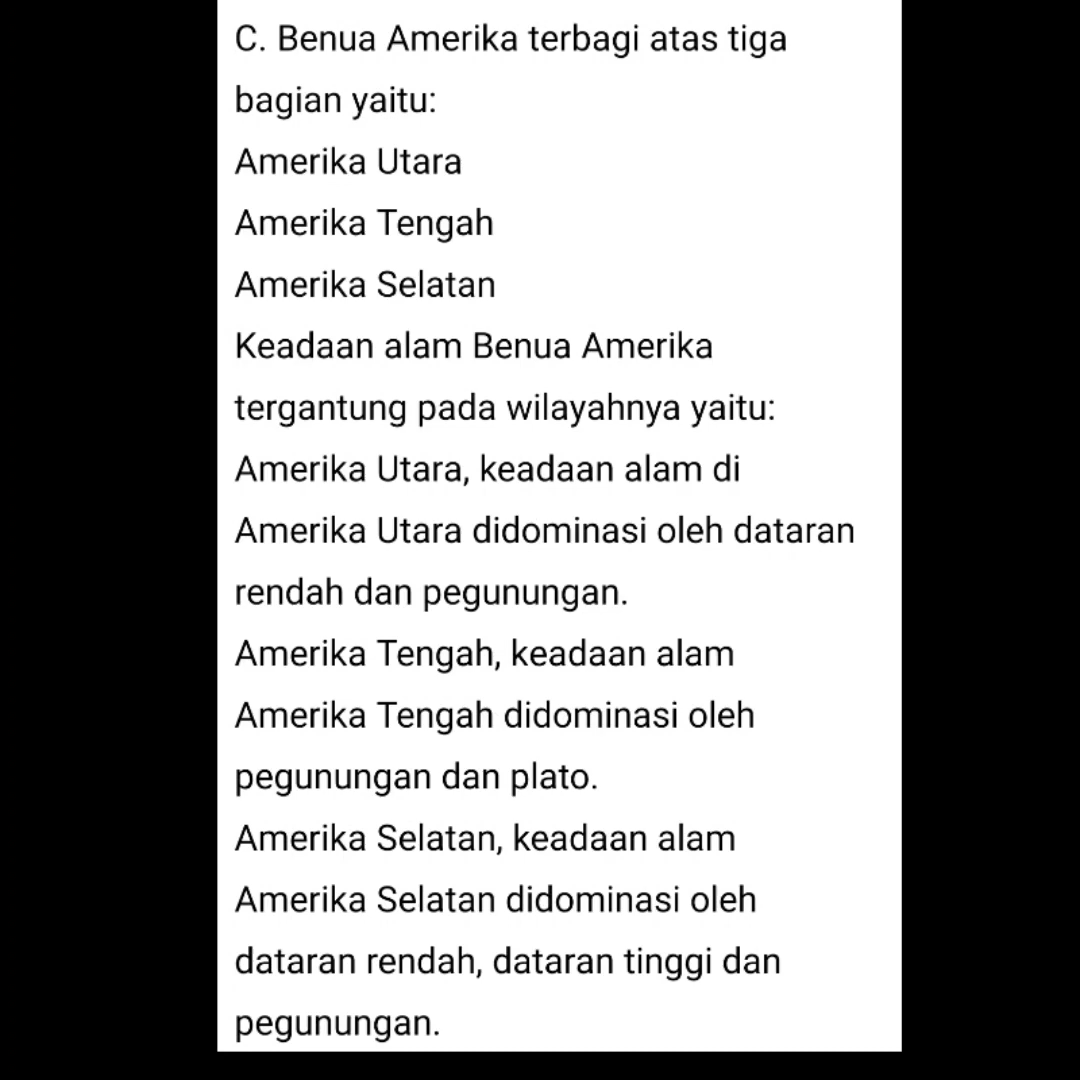 C. Benua Amerika terbagi atas tiga
bagian yaitu:
Amerika Utara
Amerika Tengah
Amerika Selatan
Keadaan alam Benua Amerika
tergantung pada wilayahnya yaitu:
Amerika Utara, keadaan alam di
Amerika Utara didominasi oleh dataran
rendah dan pegunungan.
Amerika Tengah, keadaan alam
Amerika Tengah didominasi oleh
pegunungan dan plato.
Amerika Selatan, keadaan alam
Amerika Selatan didominasi oleh
dataran rendah, dataran tinggi dan
pegunungan.